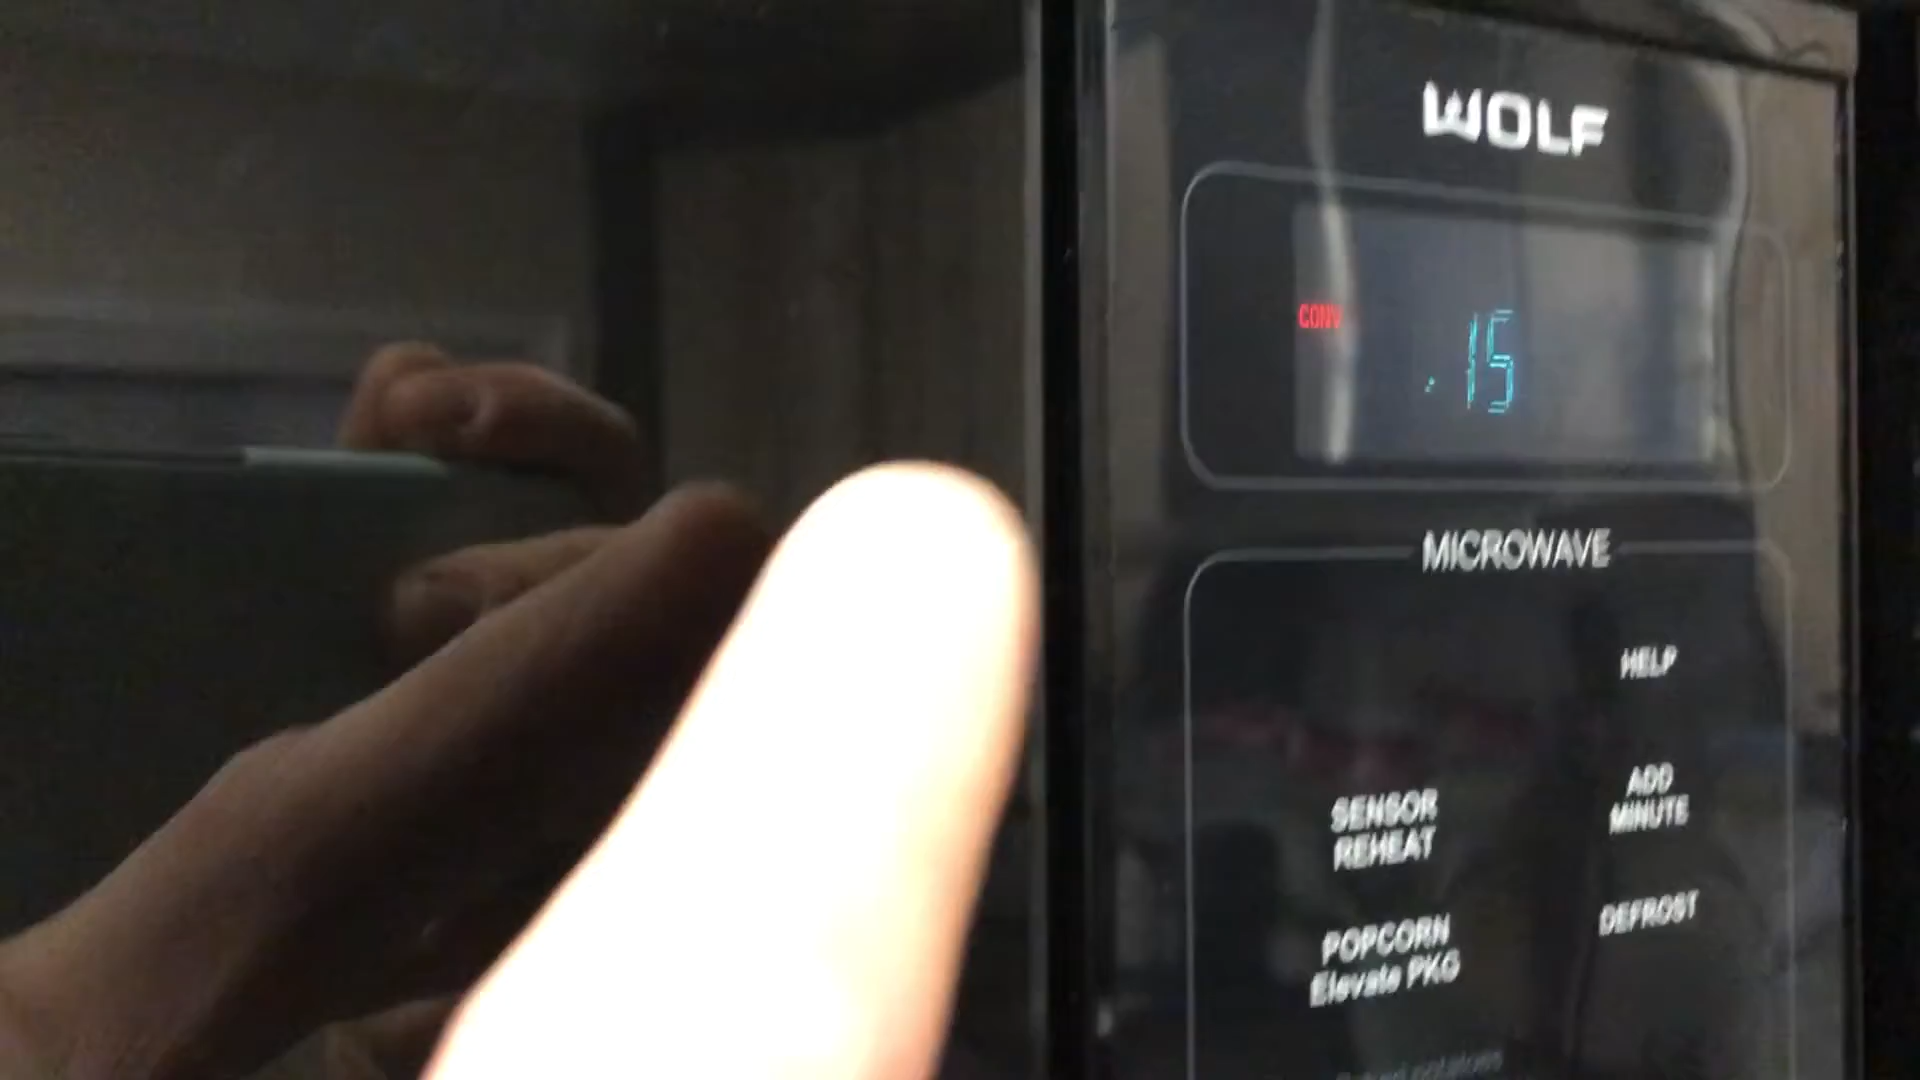 WOLF
CONV
:15
MICROWAVE
HELP
ADD
MINUTE
SENSOR
REHEAT
DEFROST
POPCORN
Elevate PKG